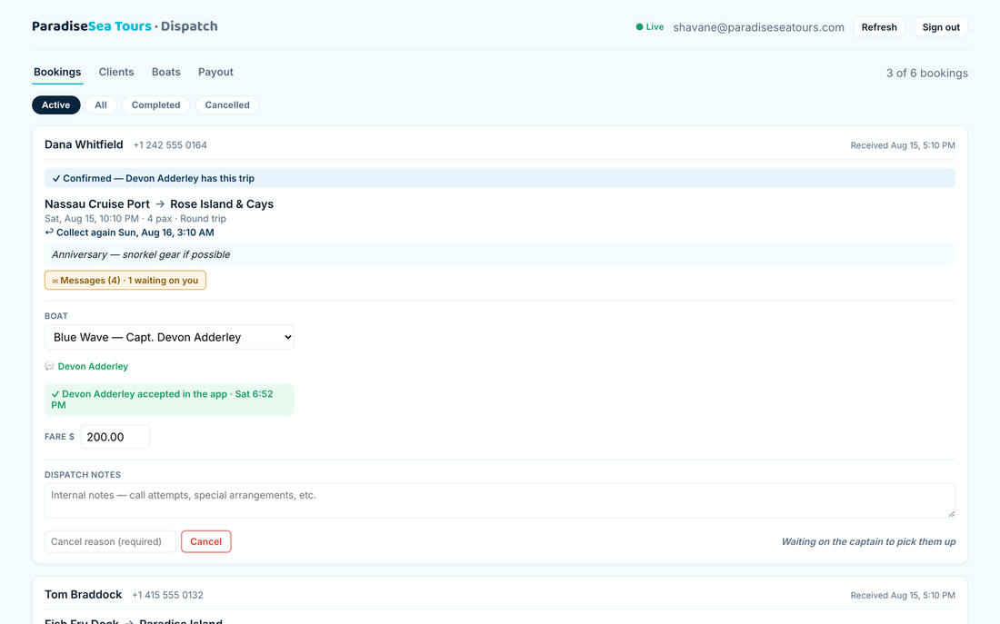 ParadiseSea Tours · Dispatch
Live shavane@paradiseseatours.com Refresh Sign out
Bookings Clients Boats Payout 3 of 6 bookings
Active All Completed Cancelled
Dana Whitfield +1 242 555 0164 Received Aug 15, 5:10 PM
✓ Confirmed — Devon Adderley has this trip
Nassau Cruise Port → Rose Island & Cays
Sat, Aug 15, 10:10 PM · 4 pax · Round trip
↩ Collect again Sun, Aug 16, 3:10 AM
Anniversary — snorkel gear if possible
✉ Messages (4) · 1 waiting on you
BOAT
Blue Wave — Capt. Devon Adderley
💬 Devon Adderley
✓ Devon Adderley accepted in the app · Sat 6:52
PM
FARE $ 200.00
DISPATCH NOTES
Internal notes — call attempts, special arrangements, etc.
Cancel reason (required) Cancel Waiting on the captain to pick them up
Tom Braddock +1 415 555 0132 Received Aug 15, 5:10 PM
Fish Fry Dock → Paradise Island